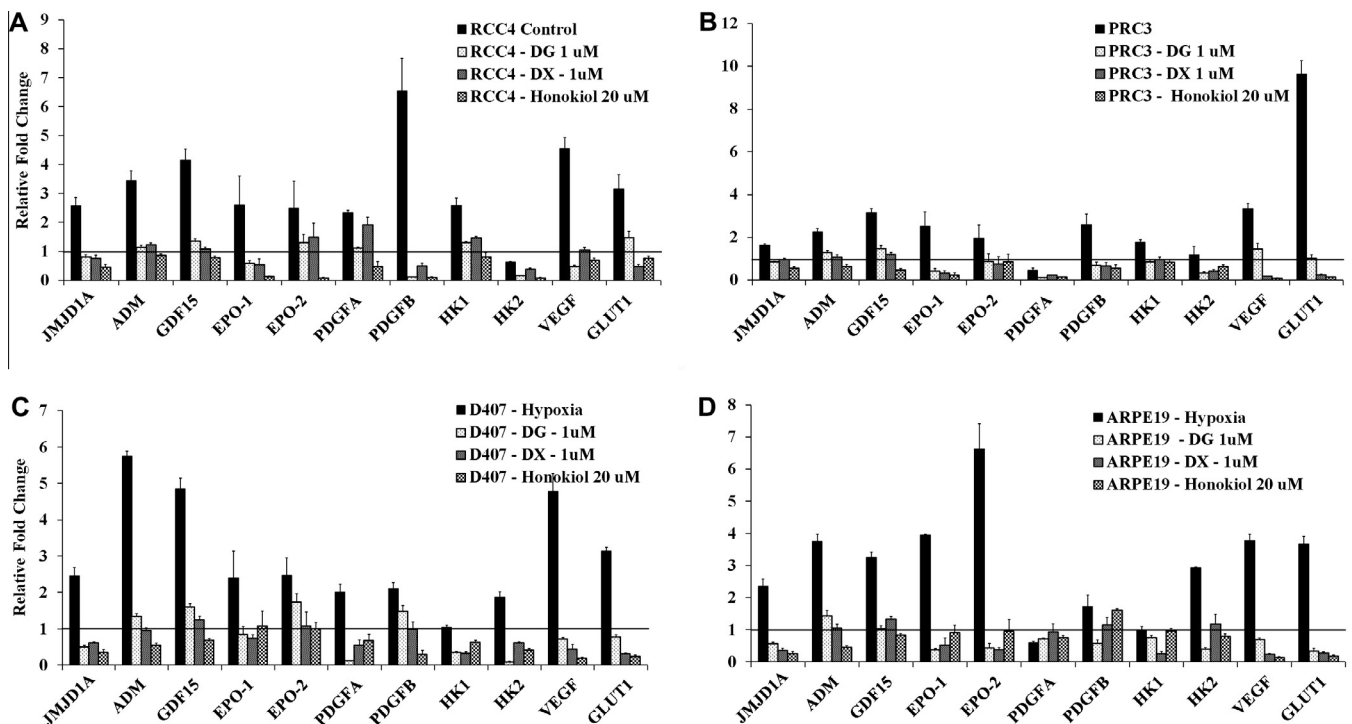 A
RCC4 Control
RCC4 - DG 1 uM
RCC4 - DX - 1uM
RCC4 - Honokiol 20 uM
Relative Fold Change
9
8
7
6
5
4
3
2
1
0
JMJD1A
ADM
GDF15
EPO-1
EPO-2
PDGFA
PDGFB
HK1
HK2
VEGF
GLUT1
B
PRC3
PRC3 - DG 1 uM
PRC3 - DX 1 uM
PRC3 - Honokiol 20 uM
12
10
8
6
4
2
0
JMJD1A
ADM
GDF15
EPO-1
EPO-2
PDGFA
PDGFB
HK1
HK2
VEGF
GLUT1
C
D407 - Hypoxia
D407 - DG - 1uM
D407 - DX - 1uM
D407 - Honokiol 20 uM
Relative Fold Change
7
6
5
4
3
2
1
0
JMJD1A
ADM
GDF15
EPO-1
EPO-2
PDGFA
PDGFB
HK1
HK2
VEGF
GLUT1
D
ARPE19 - Hypoxia
ARPE19 - DG 1uM
ARPE19 - DX - 1uM
ARPE19 - Honokiol 20 uM
8
7
6
5
4
3
2
1
0
JMJD1A
ADM
GDF15
EPO-1
EPO-2
PDGFA
PDGFB
HK1
HK2
VEGF
GLUT1